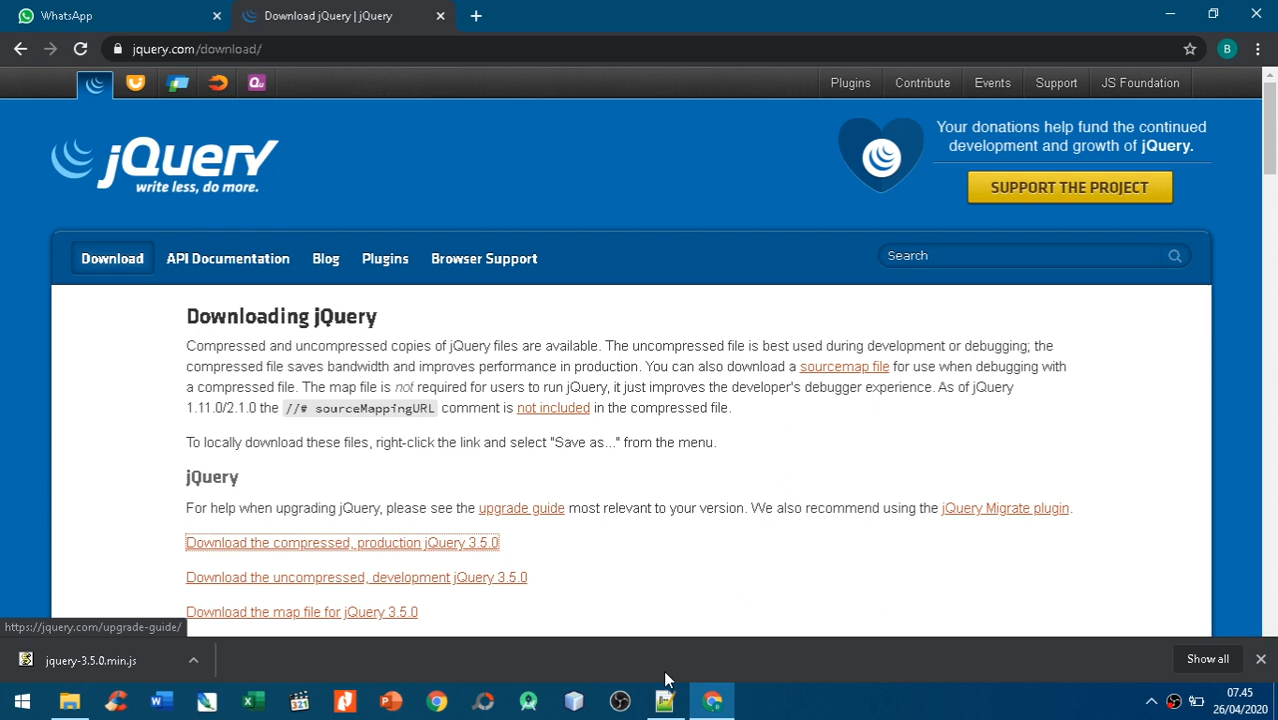 WhatsApp
Download jQuery | jQuery
jquery.com/download/
B
Plugins
Contribute
Events
Support
JS Foundation
jQuery
write less, do more.
Your donations help fund the continued
development and growth of jQuery.
SUPPORT THE PROJECT
Download
API Documentation
Blog
Plugins
Browser Support
Search
Downloading jQuery
Compressed and uncompressed copies of jQuery files are available. The uncompressed file is best used during development or debugging; the
compressed file saves bandwidth and improves performance in production. You can also download a sourcemap file for use when debugging with
a compressed file. The map file is not required for users to run jQuery, it just improves the developer's debugger experience. As of jQuery
1.11.0/2.1.0 the //# sourceMappingURL comment is not included in the compressed file.
To locally download these files, right-click the link and select "Save as..." from the menu.
jQuery
For help when upgrading jQuery, please see the upgrade guide most relevant to your version. We also recommend using the jQuery Migrate plugin.
Download the compressed, production jQuery 3.5.0
Download the uncompressed, development jQuery 3.5.0
Download the map file for jQuery 3.5.0
https://jquery.com/upgrade-guide/
jquery-3.5.0.min.js
Show all
321
07.45
26/04/2020